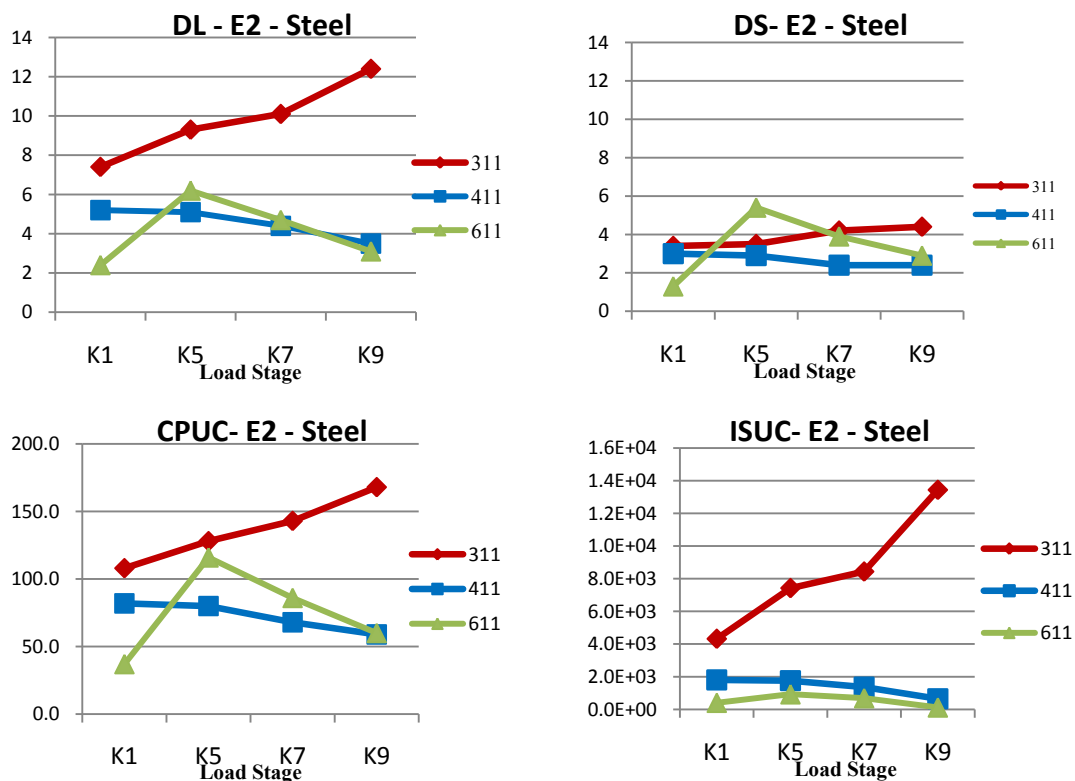 DL - E2 - Steel
14
12
10
8
6
4
2
0
311
411
611
K1 K5 K7 K9
Load Stage
DS- E2 - Steel
14
12
10
8
6
4
2
0
311
411
611
K1 K5 K7 K9
Load Stage
CPUC- E2 - Steel
200.0
150.0
100.0
50.0
0.0
311
411
611
K1 K5 K7 K9
Load Stage
ISUC- E2 - Steel
1.6E+04
1.4E+04
1.2E+04
1.0E+04
8.0E+03
6.0E+03
4.0E+03
2.0E+03
0.0E+00
311
411
611
K1 K5 K7 K9
Load Stage